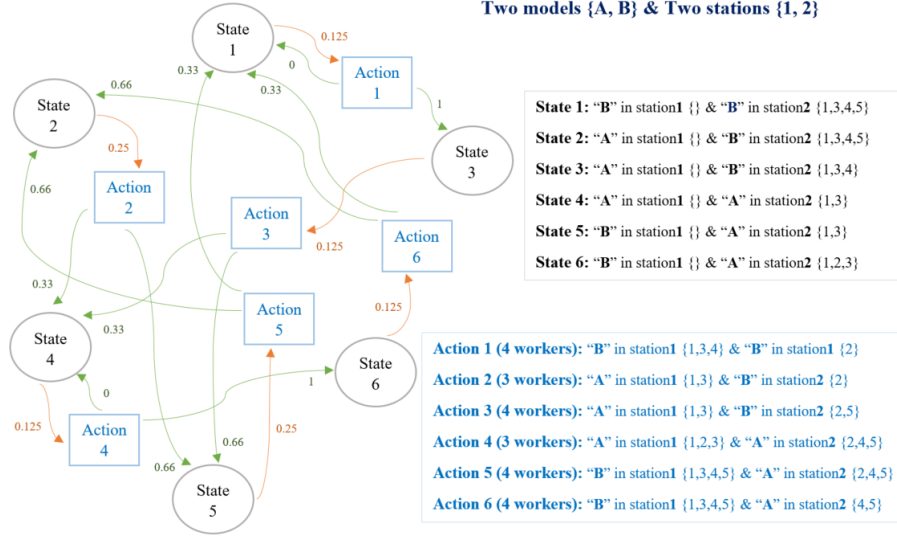 Two models {A, B} & Two stations {1, 2}
State
1
0.125
0
Action
1
1
0.33
0.33
0.66
State
2
0.25
0.66
Action
2
State
3
Action
3
0.125
Action
6
0.125
0.33
0.33
Action
5
State
4
State
6
0
1
0.125
Action
4
0.66
0.66
0.25
State
5
State 1: “B” in station1 {} & “B” in station2 {1,3,4,5}
State 2: “A” in station1 {} & “B” in station2 {1,3,4,5}
State 3: “A” in station1 {} & “B” in station2 {1,3,4}
State 4: “A” in station1 {} & “A” in station2 {1,3}
State 5: “B” in station1 {} & “A” in station2 {1,3}
State 6: “B” in station1 {} & “A” in station2 {1,2,3}
Action 1 (4 workers): “B” in station1 {1,3,4} & “B” in station1 {2}
Action 2 (3 workers): “A” in station1 {1,3} & “B” in station2 {2}
Action 3 (4 workers): “A” in station1 {1,3} & “B” in station2 {2,5}
Action 4 (3 workers): “A” in station1 {1,2,3} & “A” in station2 {2,4,5}
Action 5 (4 workers): “B” in station1 {1,3,4,5} & “A” in station2 {2,4,5}
Action 6 (4 workers): “B” in station1 {1,3,4,5} & “A” in station2 {4,5}